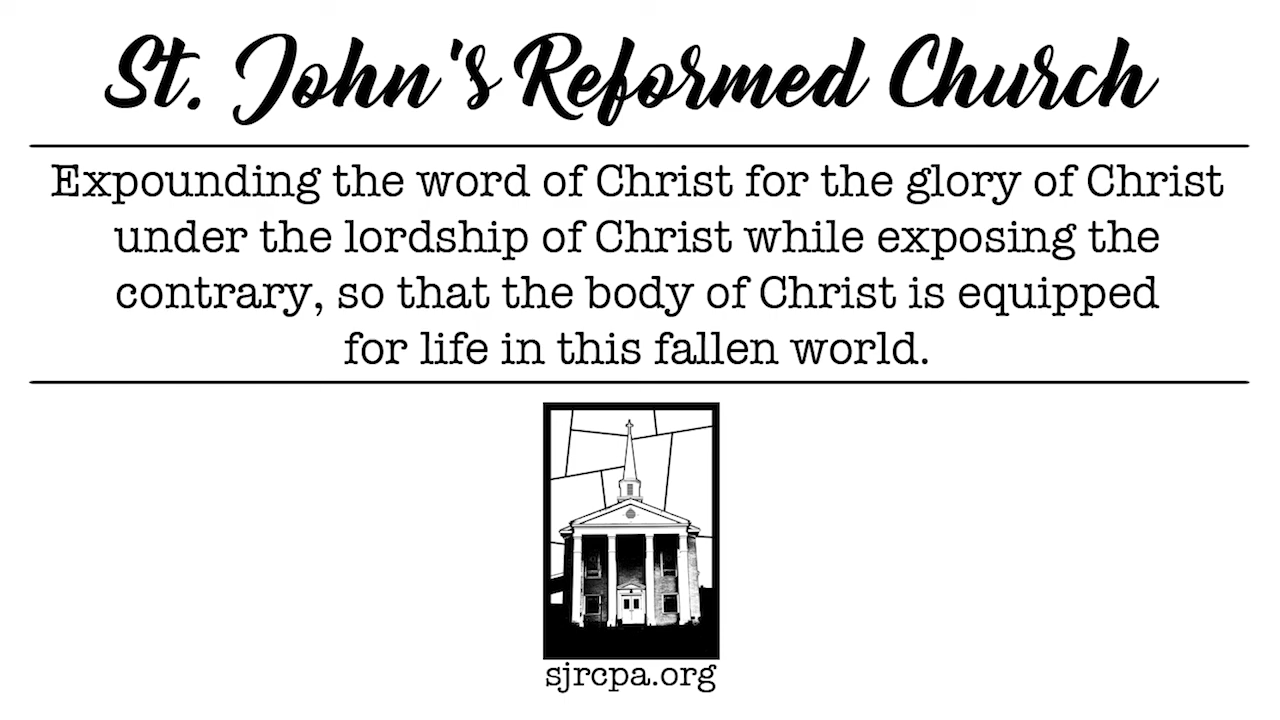 St. John's Reformed Church
Expounding the word of Christ for the glory of Christ
under the lordship of Christ while exposing the
contrary, so that the body of Christ is equipped
for life in this fallen world.
sjrcpa.org